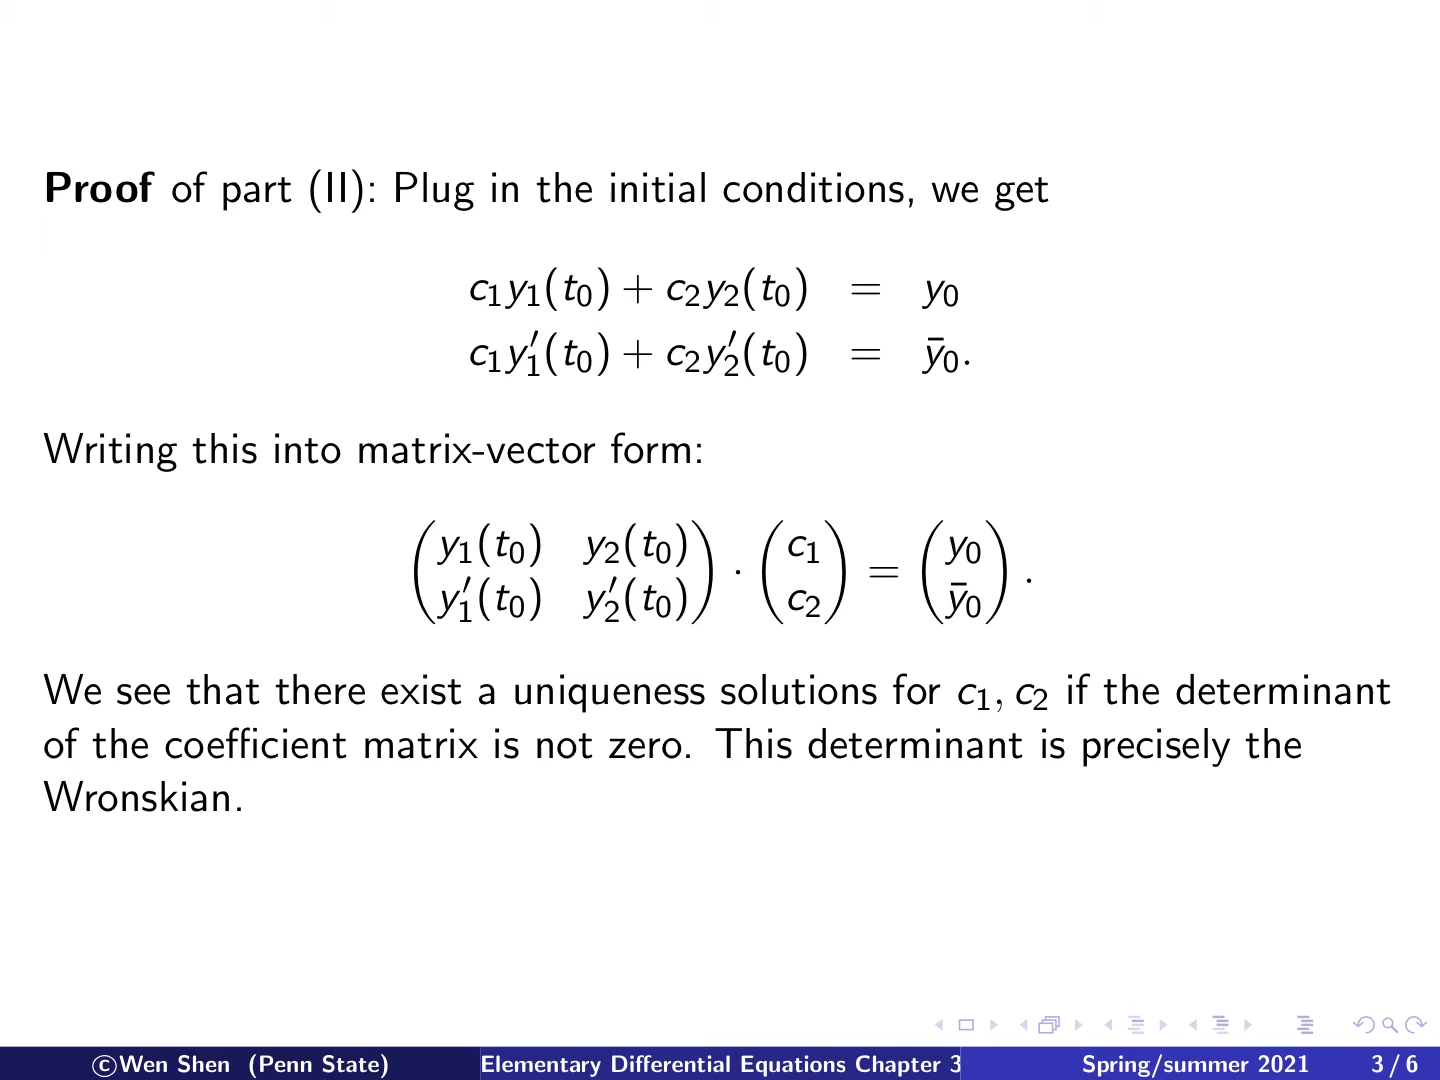 Proof of part (II): Plug in the initial conditions, we get
c₁y₁(t₀) + c₂y₂(t₀) = y₀
c₁y₁′(t₀) + c₂y₂′(t₀) = ȳ₀.
Writing this into matrix-vector form:
(y₁(t₀) y₂(t₀)) · (c₁) = (y₀)
(y₁′(t₀) y₂′(t₀)) (c₂) (ȳ₀).
We see that there exist a uniqueness solutions for c₁, c₂ if the determinant
of the coefficient matrix is not zero. This determinant is precisely the
Wronskian.
©Wen Shen (Penn State) Elementary Differential Equations Chapter 3 Spring/summer 2021 3 / 6